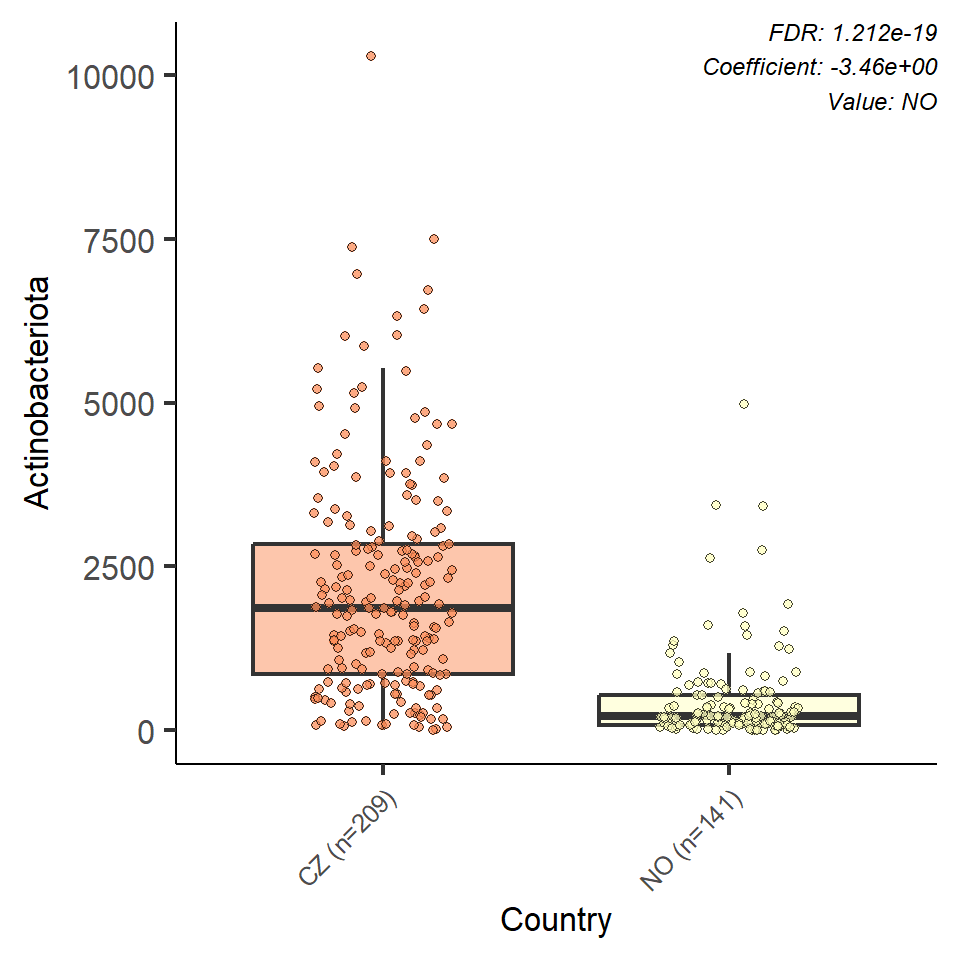 FDR: 1.212e-19
Coefficient: -3.46e+00
Value: NO
10000
7500
5000
2500
0
Actinobacteriota
CZ (n=209)
NO (n=141)
Country